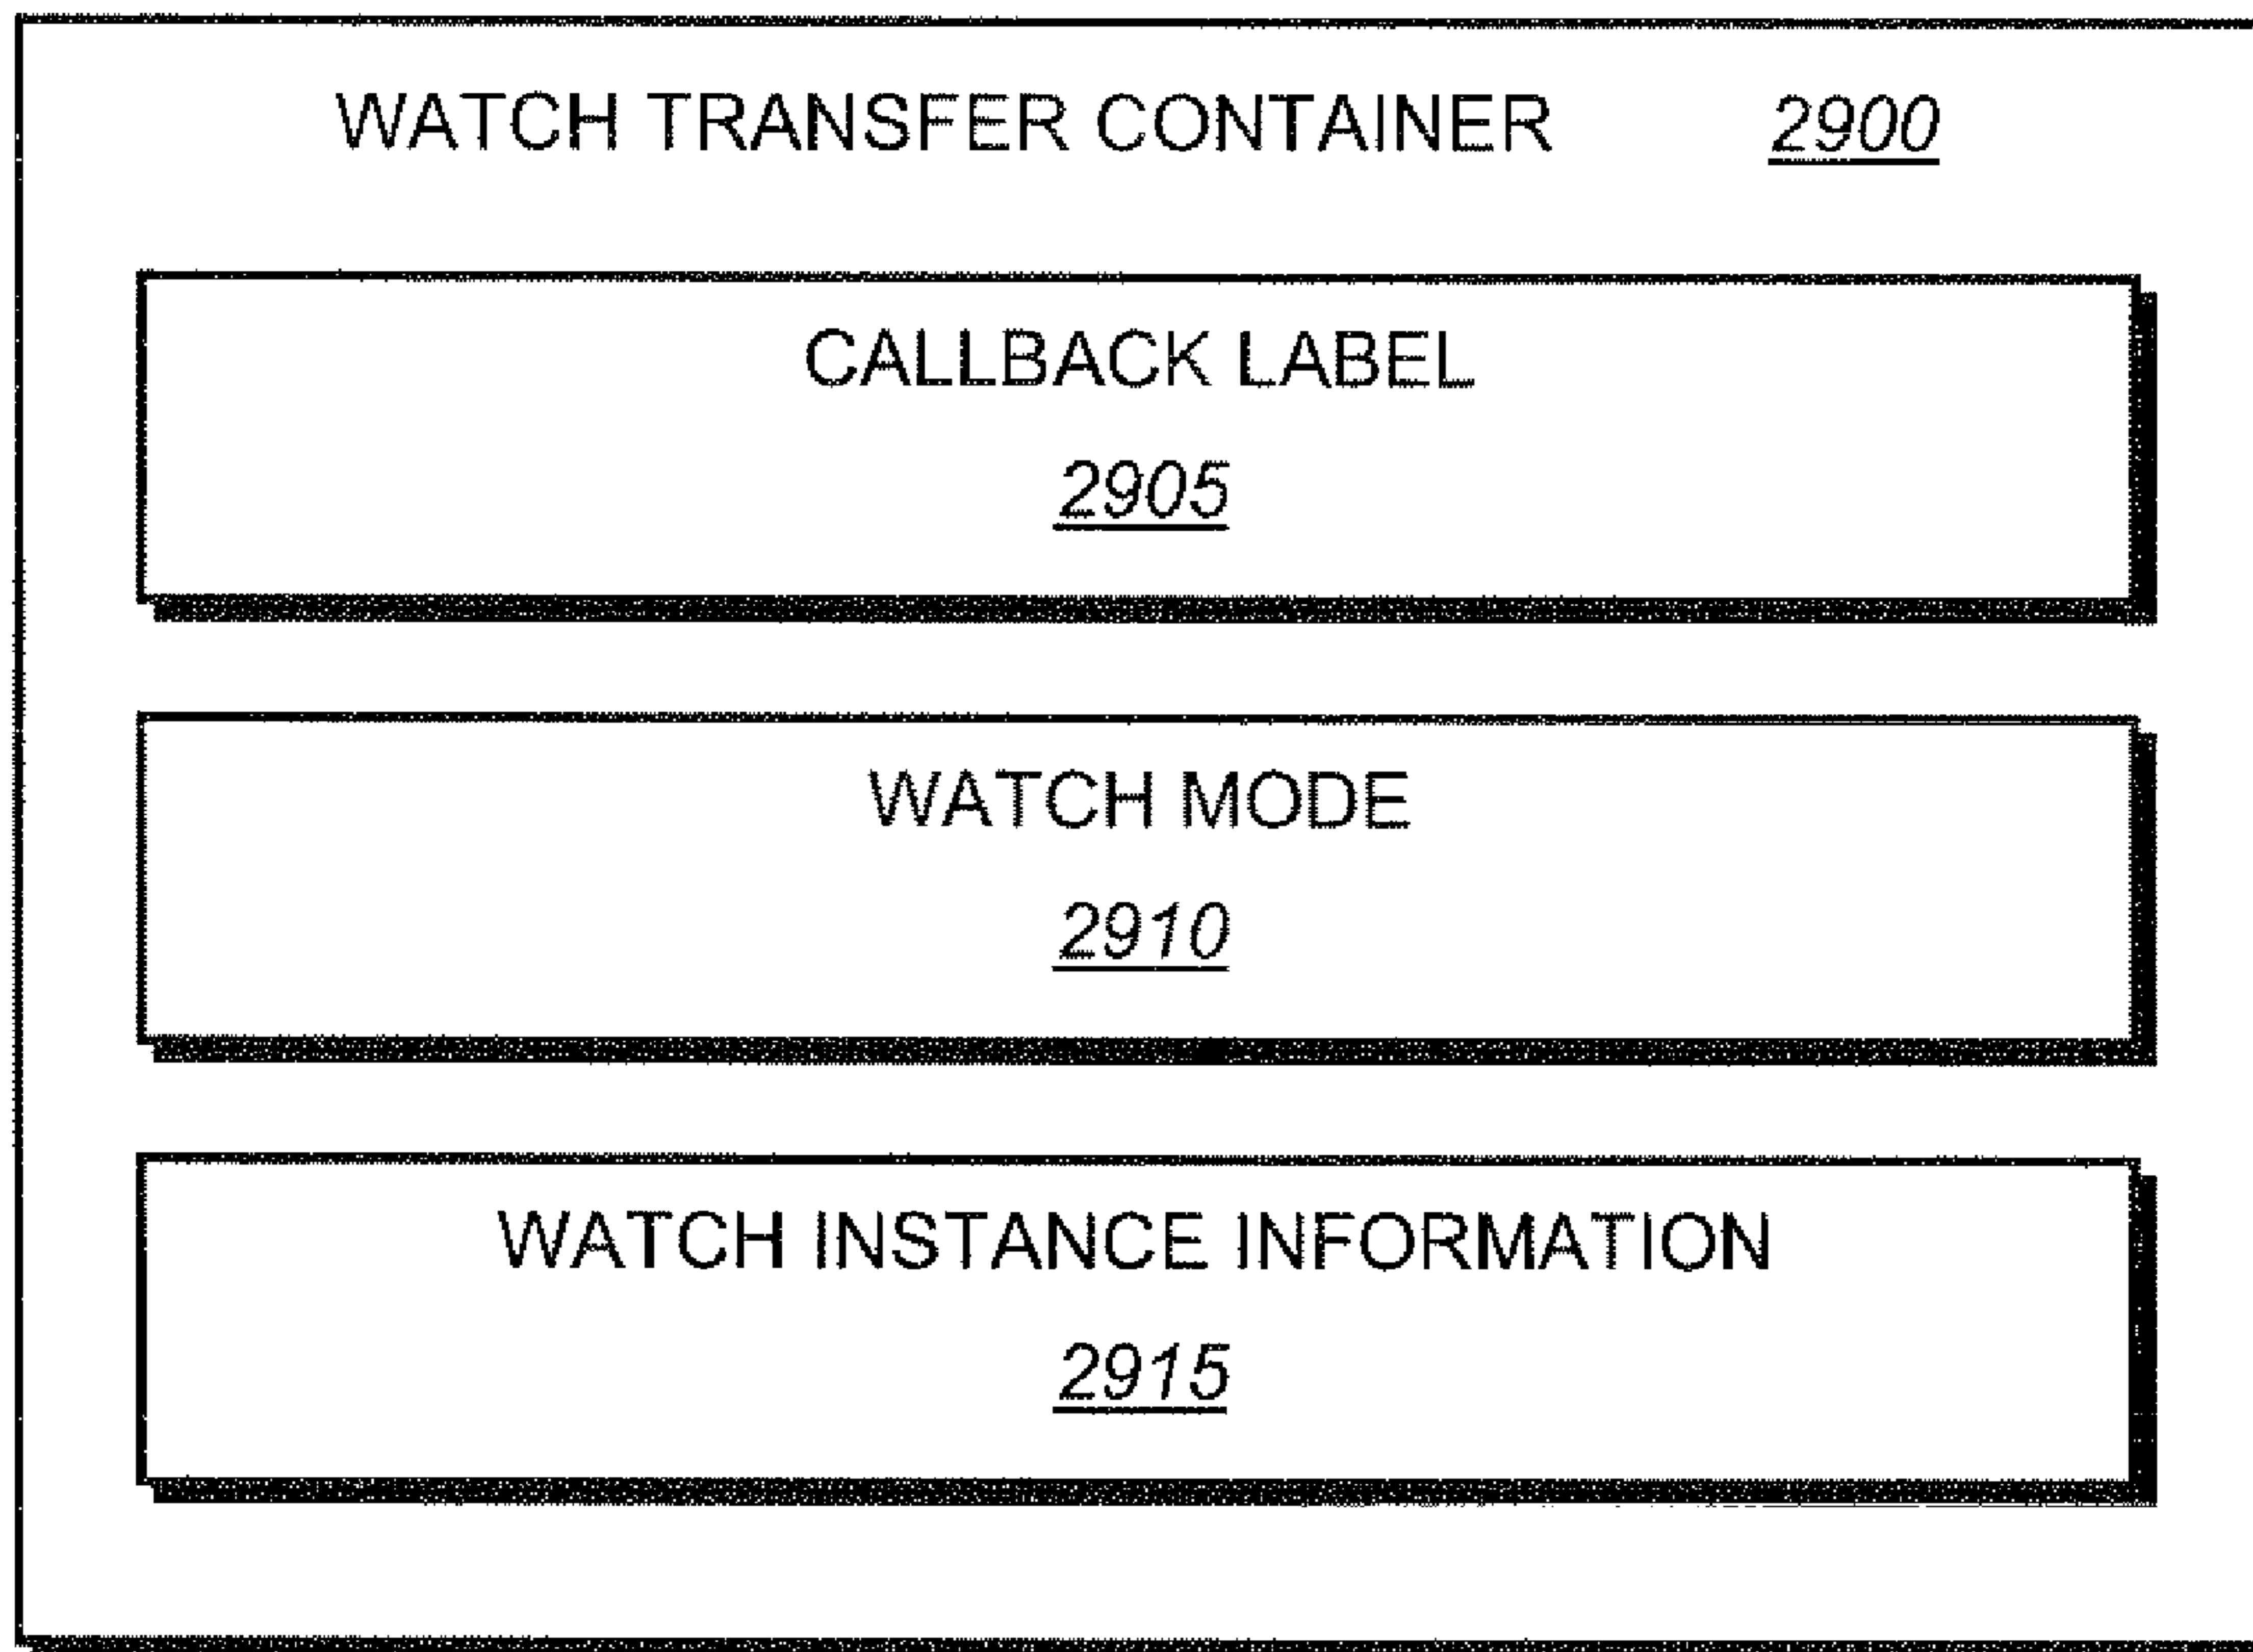 WATCH TRANSFER CONTAINER 2900
CALLBACK LABEL
2905
WATCH MODE
2910
WATCH INSTANCE INFORMATION
2915